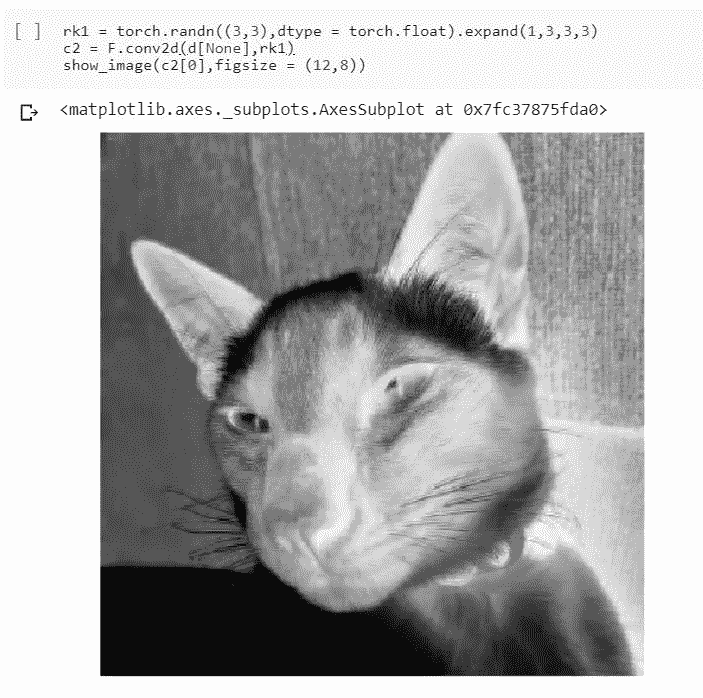 [ ] rk1 = torch.randn((3,3),dtype = torch.float).expand(1,3,3,3)
c2 = F.conv2d(d[None],rk1)
show_image(c2[0],figsize = (12,8))
<matplotlib.axes._subplots.AxesSubplot at 0x7fc37875fda0>